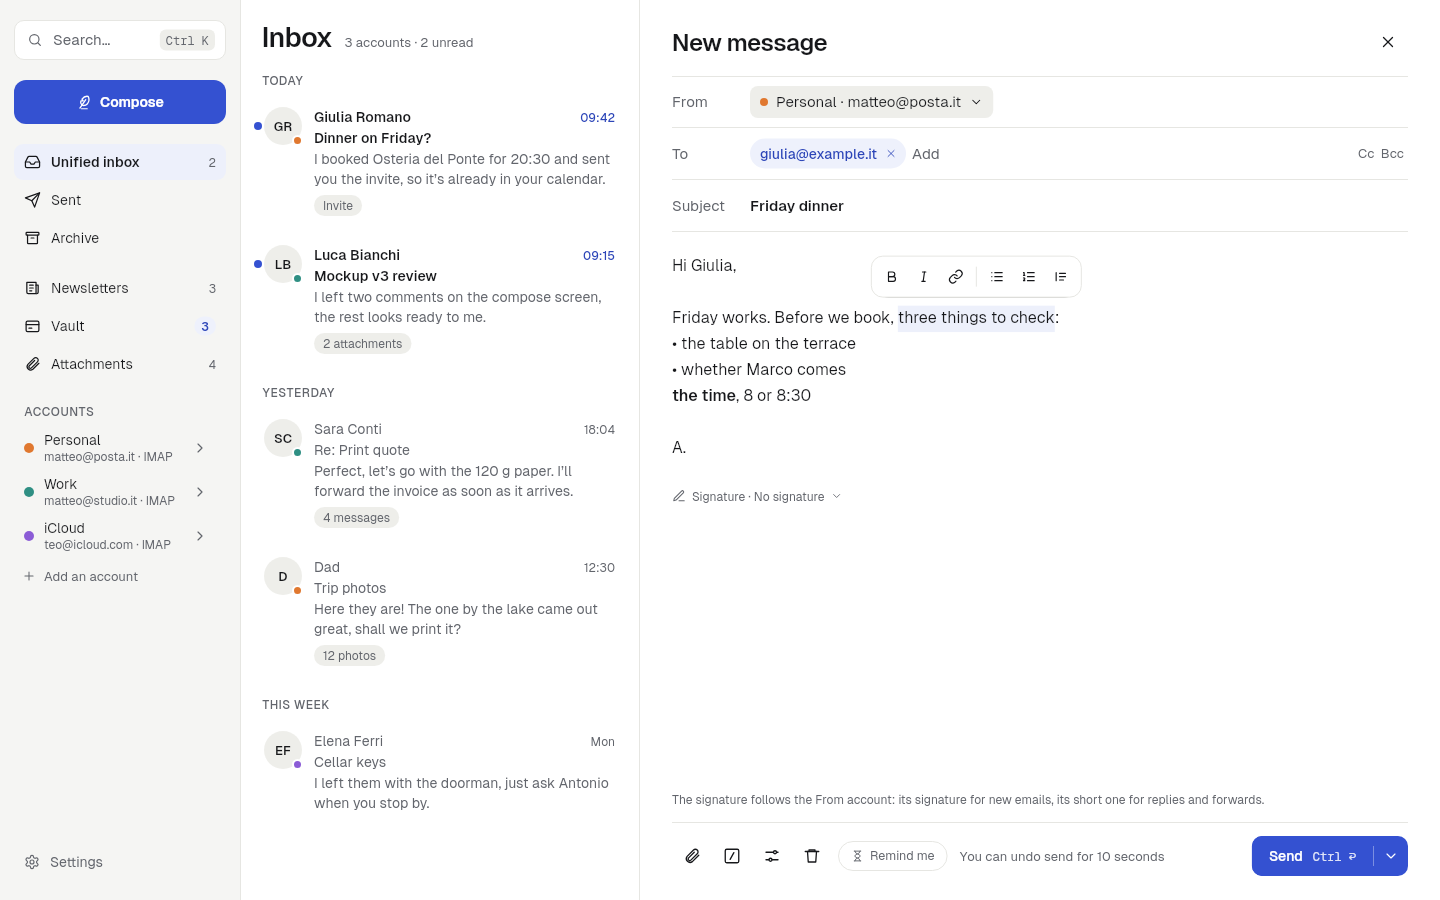 Search...
Ctrl K
Compose
Unified inbox
2
Sent
Archive
Newsletters
3
Vault
3
Attachments
4
ACCOUNTS
Personal
matteo@posta.it · IMAP
Work
matteo@studio.it · IMAP
iCloud
teo@icloud.com · IMAP
Add an account
Settings
Inbox
3 accounts · 2 unread
TODAY
GR
Giulia Romano
09:42
Dinner on Friday?
I booked Osteria del Ponte for 20:30 and sent
you the invite, so it's already in your calendar.
Invite
LB
Luca Bianchi
09:15
Mockup v3 review
I left two comments on the compose screen,
the rest looks ready to me.
2 attachments
YESTERDAY
SC
Sara Conti
18:04
Re: Print quote
Perfect, let's go with the 120 g paper. I'll
forward the invoice as soon as it arrives.
4 messages
D
Dad
12:30
Trip photos
Here they are! The one by the lake came out
great, shall we print it?
12 photos
THIS WEEK
EF
Elena Ferri
Mon
Cellar keys
I left them with the doorman, just ask Antonio
when you stop by.
New message
From
Personal · matteo@posta.it
To
giulia@example.it
Add
Cc Bcc
Subject
Friday dinner
Hi Giulia,
B I
Friday works. Before we book, three things to check:
• the table on the terrace
• whether Marco comes
the time, 8 or 8:30
A.
Signature · No signature
The signature follows the From account: its signature for new emails, its short one for replies and forwards.
Remind me
You can undo send for 10 seconds
Send Ctrl ↵